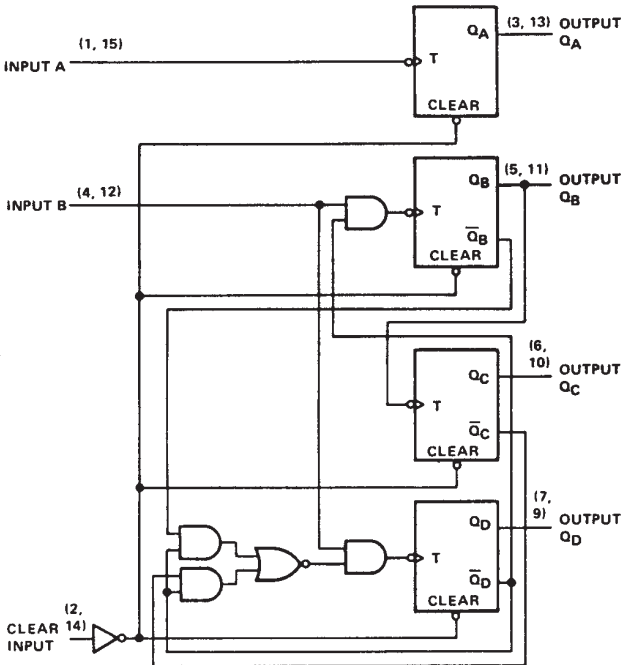 QA
(3, 13)
OUTPUT
QA
(1, 15)
INPUT A
T
CLEAR
QB
(5, 11)
OUTPUT
QB
(4, 12)
INPUT B
T
Q̅B
CLEAR
(6,
10)
QC
OUTPUT
QC
T
Q̅C
CLEAR
(7,
9)
QD
OUTPUT
QD
T
Q̅D
CLEAR
(2,
14)
CLEAR
INPUT